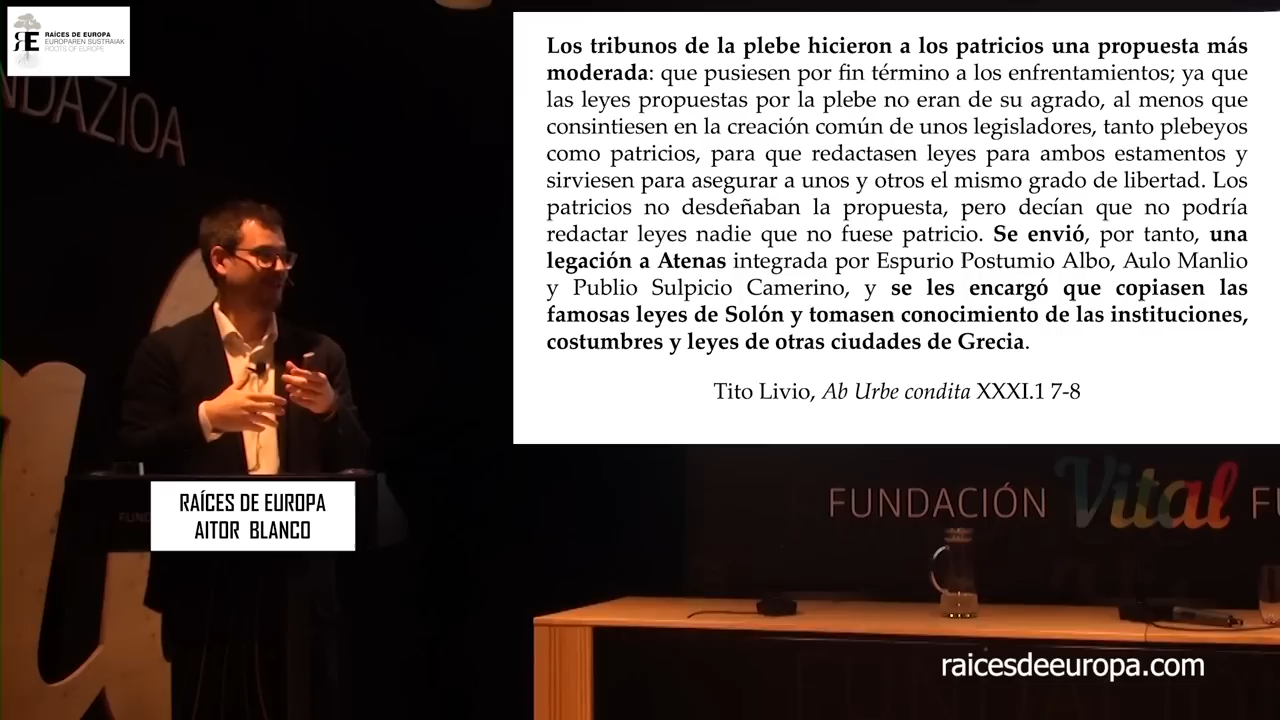 RAÍCES DE EUROPA
EUROPAREN SUSTRAIAK
ROOTS OF EUROPE
NDAZIOA
Los tribunos de la plebe hicieron a los patricios una propuesta más
moderada: que pusiesen por fin término a los enfrentamientos; ya que
las leyes propuestas por la plebe no eran de su agrado, al menos que
consintiesen en la creación común de unos legisladores, tanto plebeyos
como patricios, para que redactasen leyes para ambos estamentos y
sirviesen para asegurar a unos y otros el mismo grado de libertad. Los
patricios no desdeñaban la propuesta, pero decían que no podría
redactar leyes nadie que no fuese patricio. Se envió, por tanto, una
legación a Atenas integrada por Espurio Postumio Albo, Aulo Manlio
y Publio Sulpicio Camerino, y se les encargó que copiasen las
famosas leyes de Solón y tomasen conocimiento de las instituciones,
costumbres y leyes de otras ciudades de Grecia.
Tito Livio, Ab Urbe condita XXXI.1 7-8
RAÍCES DE EUROPA
AITOR BLANCO
FUNDACIÓN Vital FU
raicesdeeuropa.com